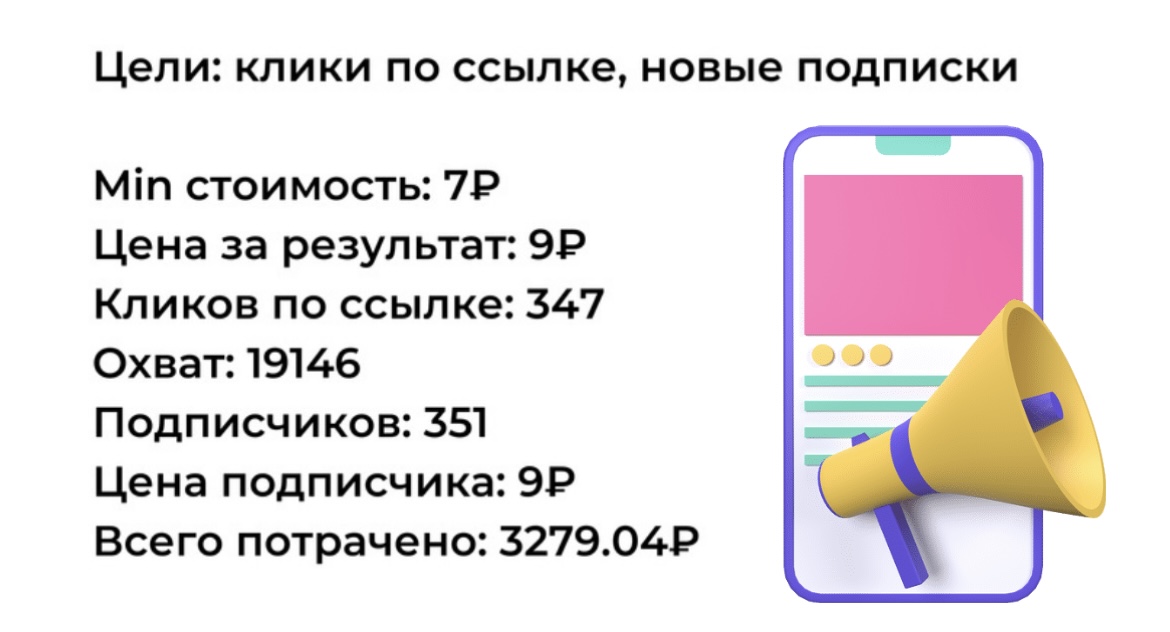 Цели: клики по ссылке, новые подписки
Min стоимость: 7₽
Цена за результат: 9₽
Кликов по ссылке: 347
Охват: 19146
Подписчиков: 351
Цена подписчика: 9₽
Всего потрачено: 3279.04₽